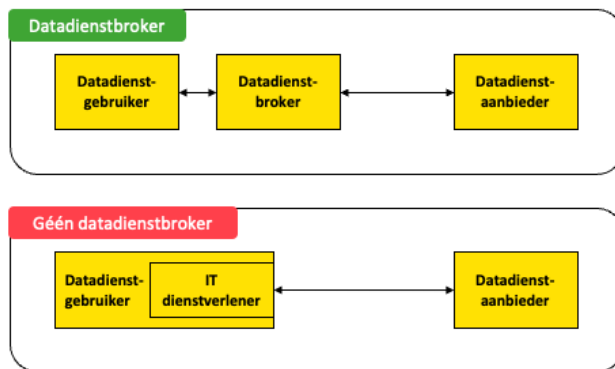 Datadienstbroker
Datadienst-
gebruiker
Datadienst-
broker
Datadienst-
aanbieder
Géén datadienstbroker
Datadienst-
gebruiker
IT
dienstverlener
Datadienst-
aanbieder